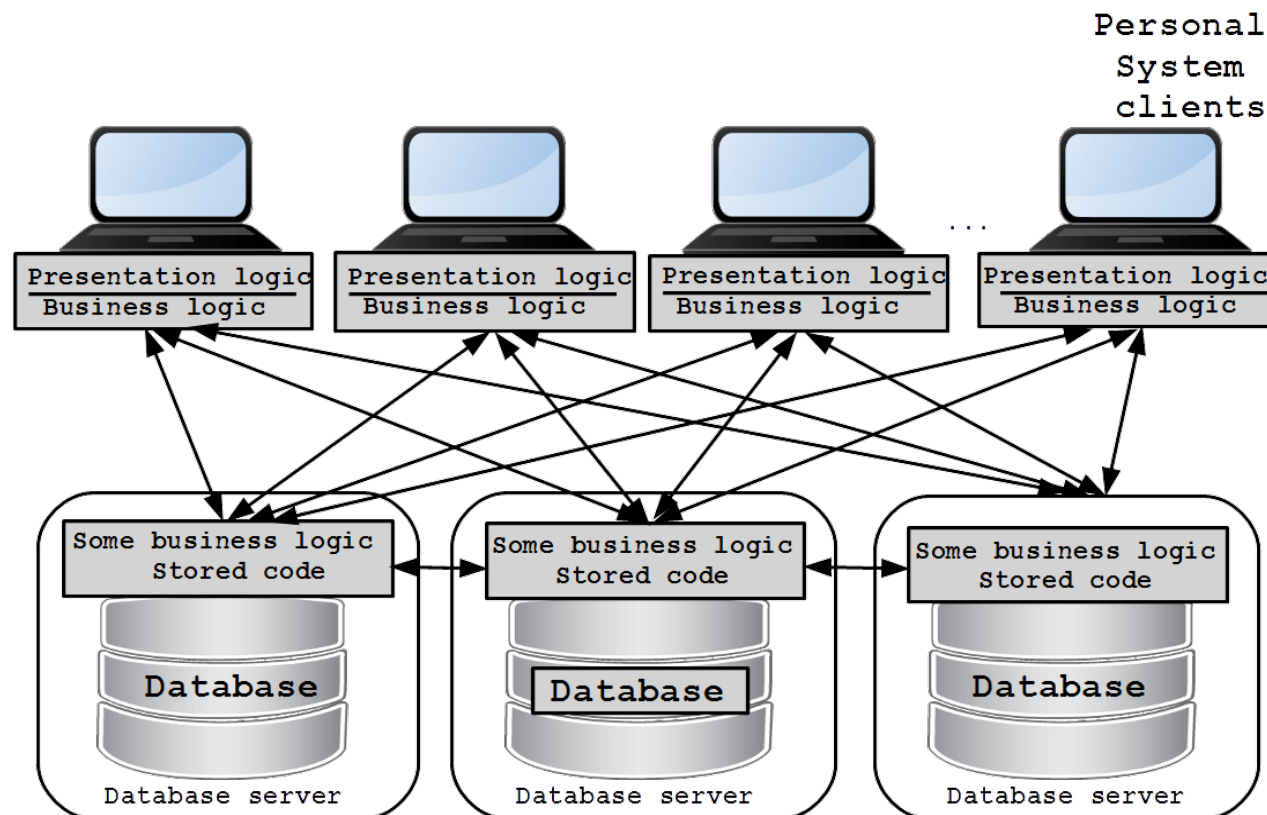 Personal
System
clients
...
Presentation logic
Business logic
Presentation logic
Business logic
Presentation logic
Business logic
Presentation logic
Business logic
Some business logic
Stored code
Database
Database server
Some business logic
Stored code
Database
Database server
Some business logic
Stored code
Database
Database server